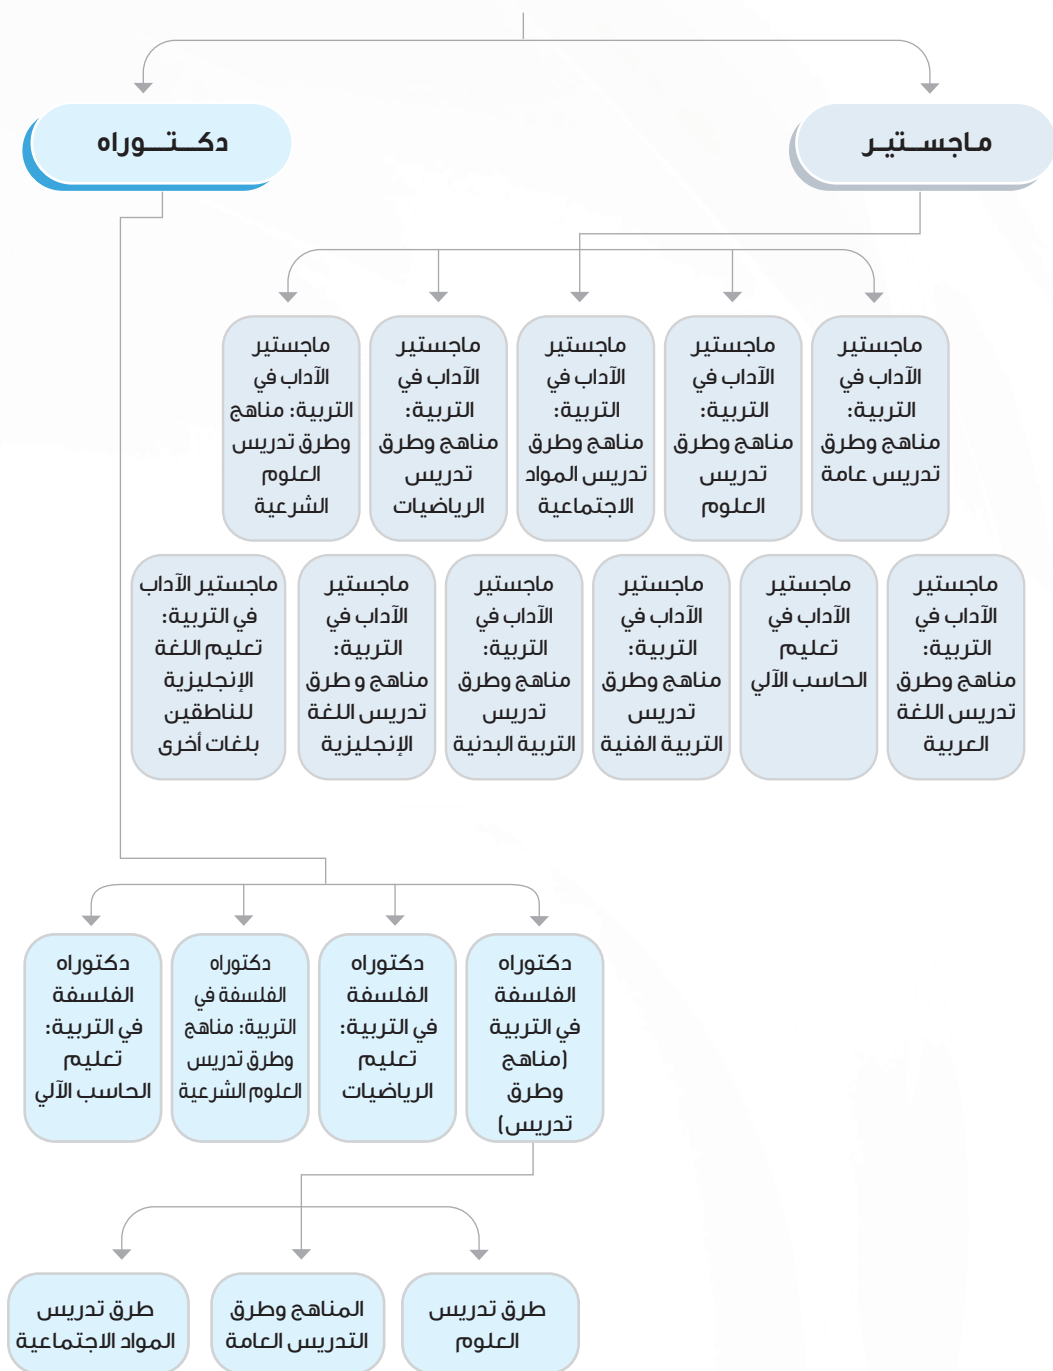 ماجستير
دكتوراه
ماجستير
الآداب في
التربية:
مناهج وطرق
تدريس عامة
ماجستير
الآداب في
التربية:
مناهج وطرق
تدريس
العلوم
ماجستير
الآداب في
التربية:
مناهج وطرق
تدريس المواد
الاجتماعية
ماجستير
الآداب في
التربية:
مناهج وطرق
تدريس
الرياضيات
ماجستير
الآداب في
التربية: مناهج
وطرق تدريس
العلوم
الشرعية
ماجستير
الآداب في
التربية:
مناهج وطرق
تدريس اللغة
العربية
ماجستير
الآداب في
تعليم
الحاسب الآلي
ماجستير
الآداب في
التربية:
مناهج وطرق
تدريس
التربية الفنية
ماجستير
الآداب في
التربية:
مناهج وطرق
تدريس
التربية البدنية
ماجستير
الآداب في
التربية:
مناهج و طرق
تدريس اللغة
الإنجليزية
ماجستير الآداب
في التربية:
تعليم اللغة
الإنجليزية
للناطقين
بلغات أخرى
دكتوراه
الفلسفة
في التربية
(مناهج
وطرق
تدريس)
دكتوراه
الفلسفة
في التربية:
تعليم
الرياضيات
دكتوراه
الفلسفة في
التربية: مناهج
وطرق تدريس
العلوم الشرعية
دكتوراه
الفلسفة
في التربية:
تعليم
الحاسب الآلي
طرق تدريس
العلوم
المناهج وطرق
التدريس العامة
طرق تدريس
المواد الاجتماعية